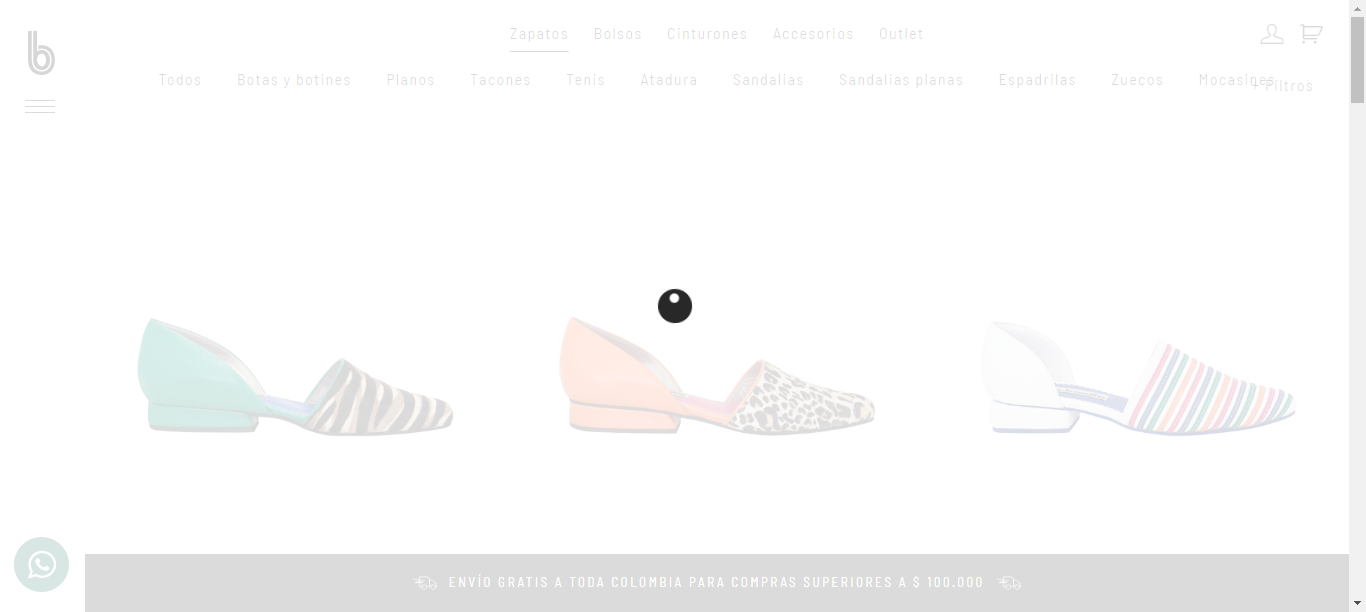 b
Zapatos Bolsos Cinturones Accesorios Outlet
Todos Botas y botines Planos Tacones Tenis Atadura Sandalias Sandalias planas Espadrilas Zuecos Mocasines
+ Filtros
ENVÍO GRATIS A TODA COLOMBIA PARA COMPRAS SUPERIORES A $ 100.000